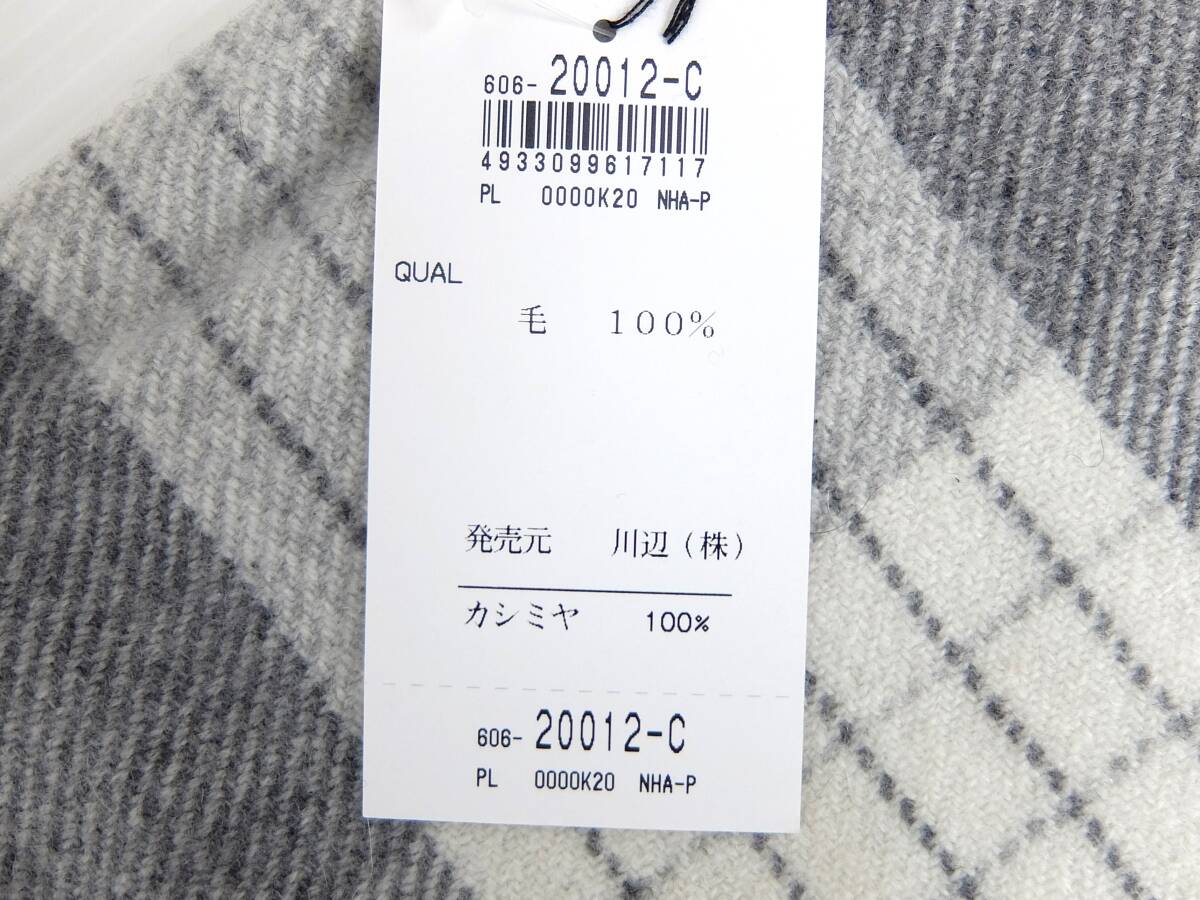 606- 20012-C
4933099617117
PL 0000K20 NHA-P
QUAL
毛 100%
発売元 川辺(株)
カシミヤ 100%
606- 20012-C
PL 0000K20 NHA-P